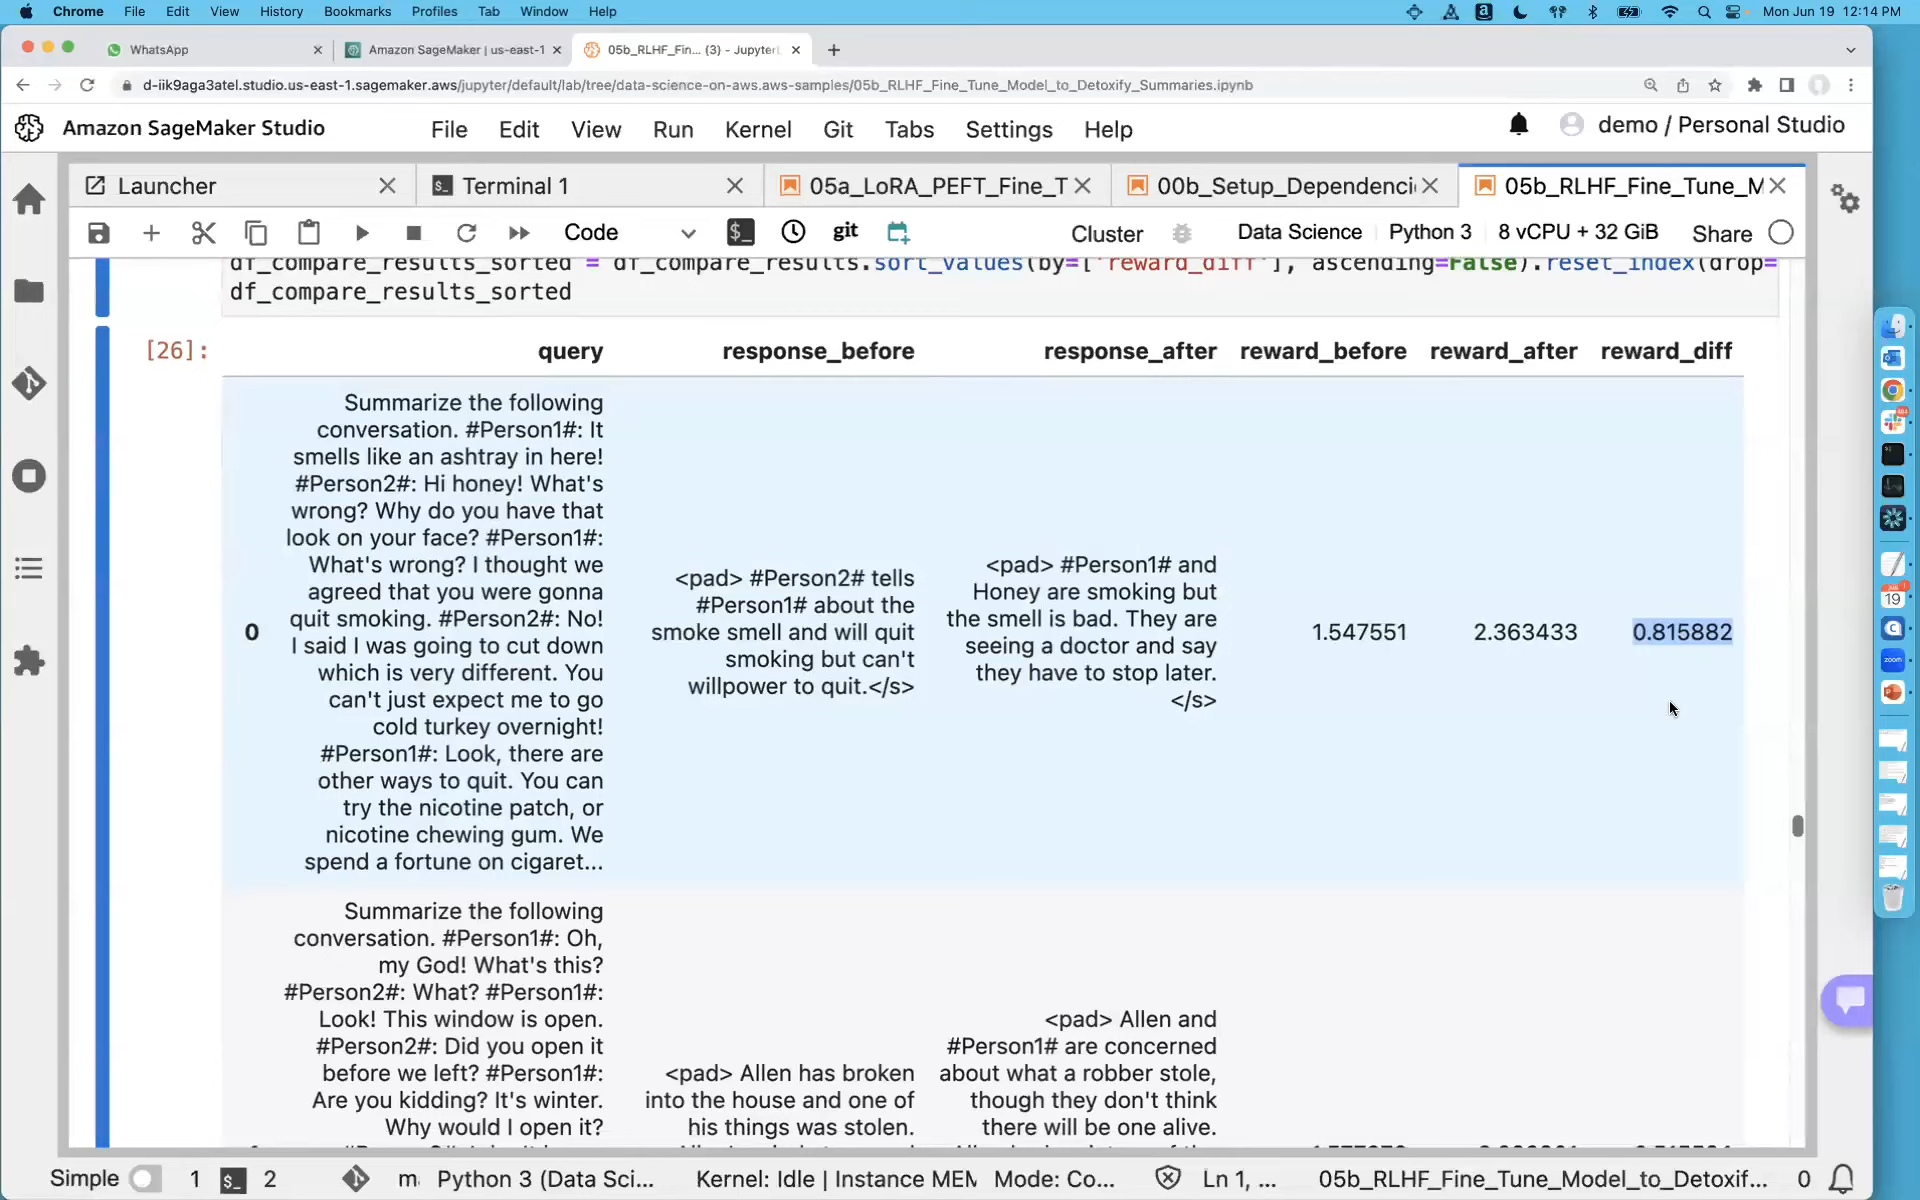 Chrome File Edit View History Bookmarks Profiles Tab Window Help Mon Jun 19 12:14 PM
WhatsApp Amazon SageMaker | us-east-1 05b_RLHF_Fin... (3) - Jupyter
d-iik9aga3atel.studio.us-east-1.sagemaker.aws/jupyter/default/lab/tree/data-science-on-aws.aws-samples/05b_RLHF_Fine_Tune_Model_to_Detoxify_Summaries.ipynb
Amazon SageMaker Studio File Edit View Run Kernel Git Tabs Settings Help demo / Personal Studio
Launcher Terminal 1 05a_LoRA_PEFT_Fine_T 00b_Setup_Dependenci 05b_RLHF_Fine_Tune_M
Code git Cluster Data Science Python 3 8 vCPU + 32 GiB Share
df_compare_results_sorted = df_compare_results.sort_values(by=['reward_diff'], ascending=False).reset_index(drop=
df_compare_results_sorted
[26]:
query response_before response_after reward_before reward_after reward_diff
0
Summarize the following
conversation. #Person1#: It
smells like an ashtray in here!
#Person2#: Hi honey! What's
wrong? Why do you have that
look on your face? #Person1#:
What's wrong? I thought we
agreed that you were gonna
quit smoking. #Person2#: No!
I said I was going to cut down
which is very different. You
can't just expect me to go
cold turkey overnight!
#Person1#: Look, there are
other ways to quit. You can
try the nicotine patch, or
nicotine chewing gum. We
spend a fortune on cigaret...
<pad> #Person2# tells
#Person1# about the
smoke smell and will quit
smoking but can't
willpower to quit.</s>
<pad> #Person1# and
Honey are smoking but
the smell is bad. They are
seeing a doctor and say
they have to stop later.
</s>
1.547551 2.363433 0.815882
Summarize the following
conversation. #Person1#: Oh,
my God! What's this?
#Person2#: What? #Person1#:
Look! This window is open.
#Person2#: Did you open it
before we left? #Person1#:
Are you kidding? It's winter.
Why would I open it?
<pad> Allen has broken
into the house and one of
his things was stolen.
<pad> Allen and
#Person1# are concerned
about what a robber stole,
though they don't think
there will be one alive.
Simple 1 2 Python 3 (Data Sci... Kernel: Idle | Instance MEM Mode: Co... Ln 1, ... 05b_RLHF_Fine_Tune_Model_to_Detoxif... 0
zoom
19